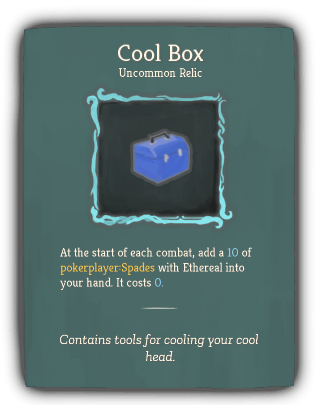 Cool Box
Uncommon Relic
At the start of each combat, add a 10 of
pokerplayer:Spades with Ethereal into
your hand. It costs 0.
Contains tools for cooling your cool
head.